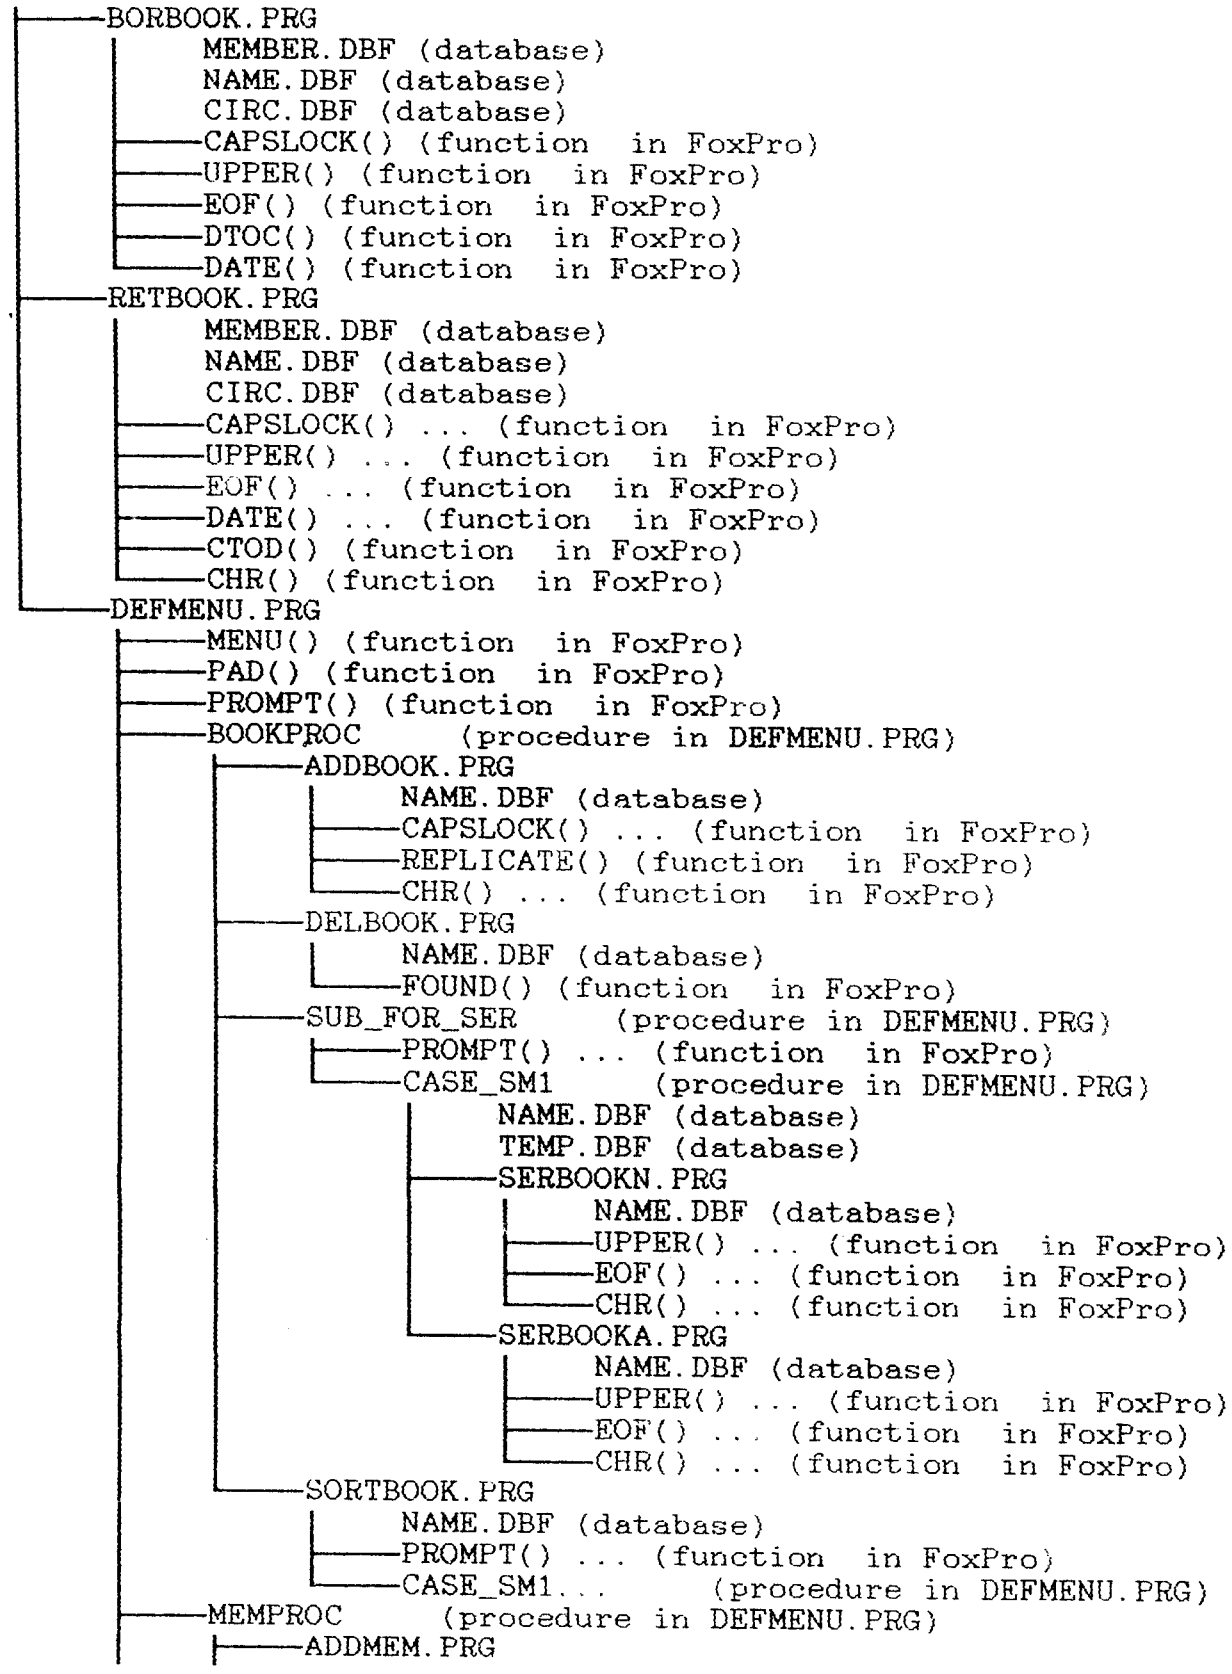 BORBOOK.PRG
MEMBER.DBF (database)
NAME.DBF (database)
CIRC.DBF (database)
CAPSLOCK() (function in FoxPro)
UPPER() (function in FoxPro)
EOF() (function in FoxPro)
DTOC() (function in FoxPro)
DATE() (function in FoxPro)
RETBOOK.PRG
MEMBER.DBF (database)
NAME.DBF (database)
CIRC.DBF (database)
CAPSLOCK() ... (function in FoxPro)
UPPER() ... (function in FoxPro)
EOF() ... (function in FoxPro)
DATE() ... (function in FoxPro)
CTOD() (function in FoxPro)
CHR() (function in FoxPro)
DEFMENU.PRG
MENU() (function in FoxPro)
PAD() (function in FoxPro)
PROMPT() (function in FoxPro)
BOOKPROC (procedure in DEFMENU.PRG)
ADDBOOK.PRG
NAME.DBF (database)
CAPSLOCK() ... (function in FoxPro)
REPLICATE() (function in FoxPro)
CHR() ... (function in FoxPro)
DELBOOK.PRG
NAME.DBF (database)
FOUND() (function in FoxPro)
SUB_FOR_SER (procedure in DEFMENU.PRG)
PROMPT() ... (function in FoxPro)
CASE_SM1 (procedure in DEFMENU.PRG)
NAME.DBF (database)
TEMP.DBF (database)
SERBOOKN.PRG
NAME.DBF (database)
UPPER() ... (function in FoxPro)
EOF() ... (function in FoxPro)
CHR() ... (function in FoxPro)
SERBOOKA.PRG
NAME.DBF (database)
UPPER() ... (function in FoxPro)
EOF() ... (function in FoxPro)
CHR() ... (function in FoxPro)
SORTBOOK.PRG
NAME.DBF (database)
PROMPT() ... (function in FoxPro)
CASE_SM1... (procedure in DEFMENU.PRG)
MEMPROC (procedure in DEFMENU.PRG)
ADDMEM.PRG